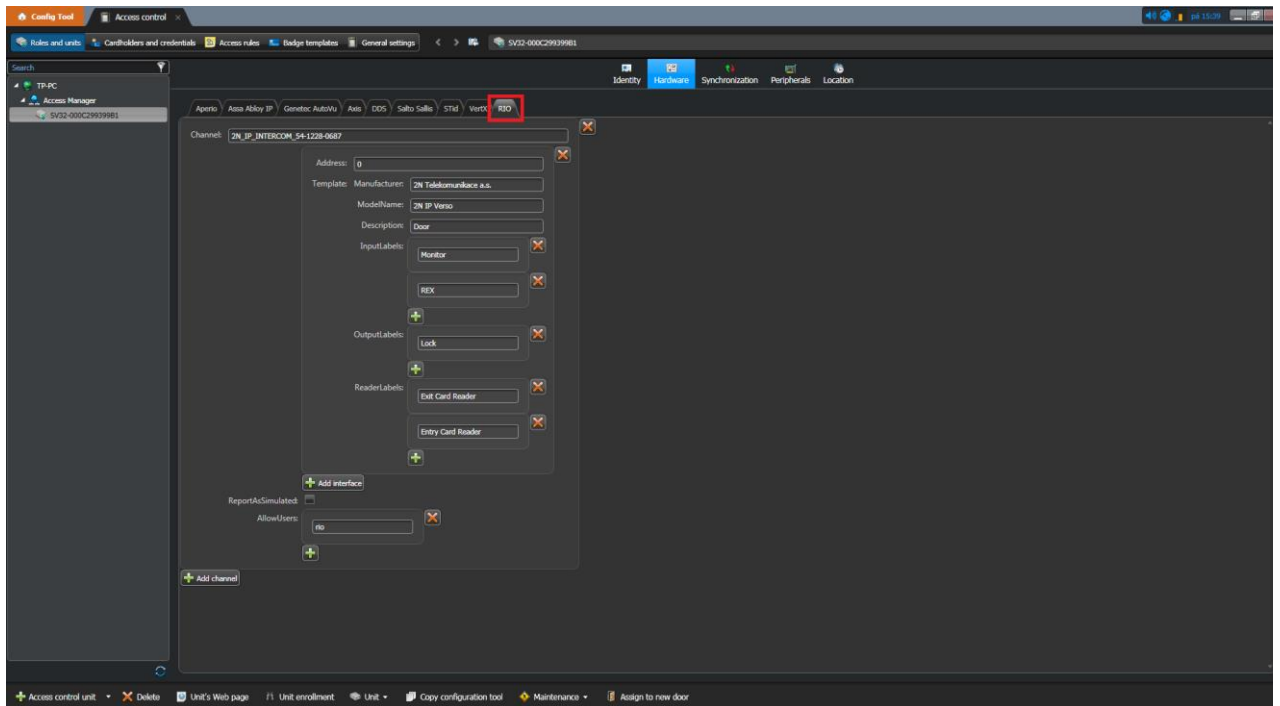 Config Tool Access control pá 15:39
Roles and units Cardholders and credentials Access rules Badge templates General settings SV32-000C299399B1
Search
Identity Hardware Synchronization Peripherals Location
TP-PC
Access Manager
SV32-000C299399B1
Aperio Assa Abloy IP Genetec AutoVu Axis DDS Salto Sallis STid VertX RIO
Channel: 2N_IP_INTERCOM_54-1228-0687
Address: 0
Template: Manufacturer: 2N Telekomunikace a.s.
ModelName: 2N IP Verso
Description: Door
InputLabels:
Monitor
REX
OutputLabels:
Lock
ReaderLabels:
Exit Card Reader
Entry Card Reader
Add interface
ReportAsSimulated:
AllowUsers:
rio
Add channel
Access control unit Delete Unit's Web page Unit enrollment Unit Copy configuration tool Maintenance Assign to new door